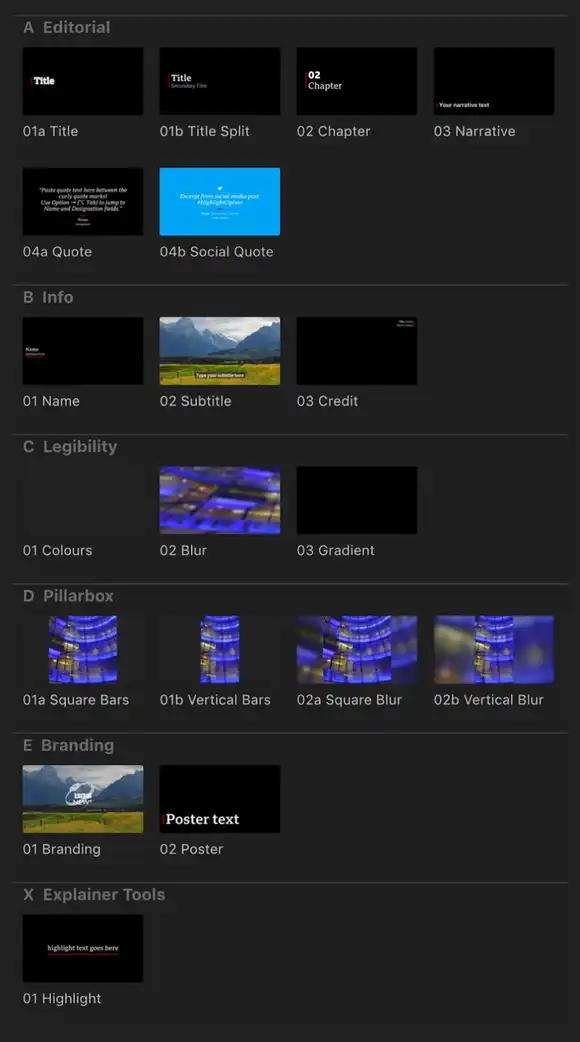 A Editorial
Title
Title
Secondary Title
02
Chapter
Your narrative text
01a Title
01b Title Split
02 Chapter
03 Narrative
"Paste quote text here between the
curly quote marks!
Use Option → (⌥ Tab) to jump to
Name and Designation fields."
Name
Excerpt from social media post
#HighlightOption
04a Quote
04b Social Quote
B Info
Name
Type your subtitle here
01 Name
02 Subtitle
03 Credit
C Legibility
01 Colours
02 Blur
03 Gradient
D Pillarbox
01a Square Bars
01b Vertical Bars
02a Square Blur
02b Vertical Blur
E Branding
BBC
NEWS
Poster text
01 Branding
02 Poster
X Explainer Tools
highlight text goes here
01 Highlight